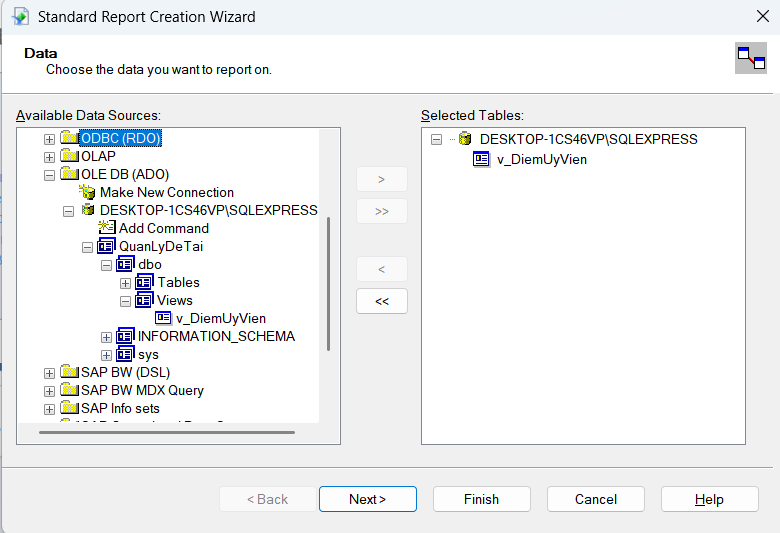 Standard Report Creation Wizard
Data
Choose the data you want to report on.
Available Data Sources:
ODBC (RDO)
OLAP
OLE DB (ADO)
Make New Connection
DESKTOP-1CS46VP\SQLEXPRESS
Add Command
QuanLyDeTai
dbo
Tables
Views
v_DiemUyVien
INFORMATION_SCHEMA
sys
SAP BW (DSL)
SAP BW MDX Query
SAP Info sets
>
>>
<
<<
Selected Tables:
DESKTOP-1CS46VP\SQLEXPRESS
v_DiemUyVien
< Back
Next >
Finish
Cancel
Help